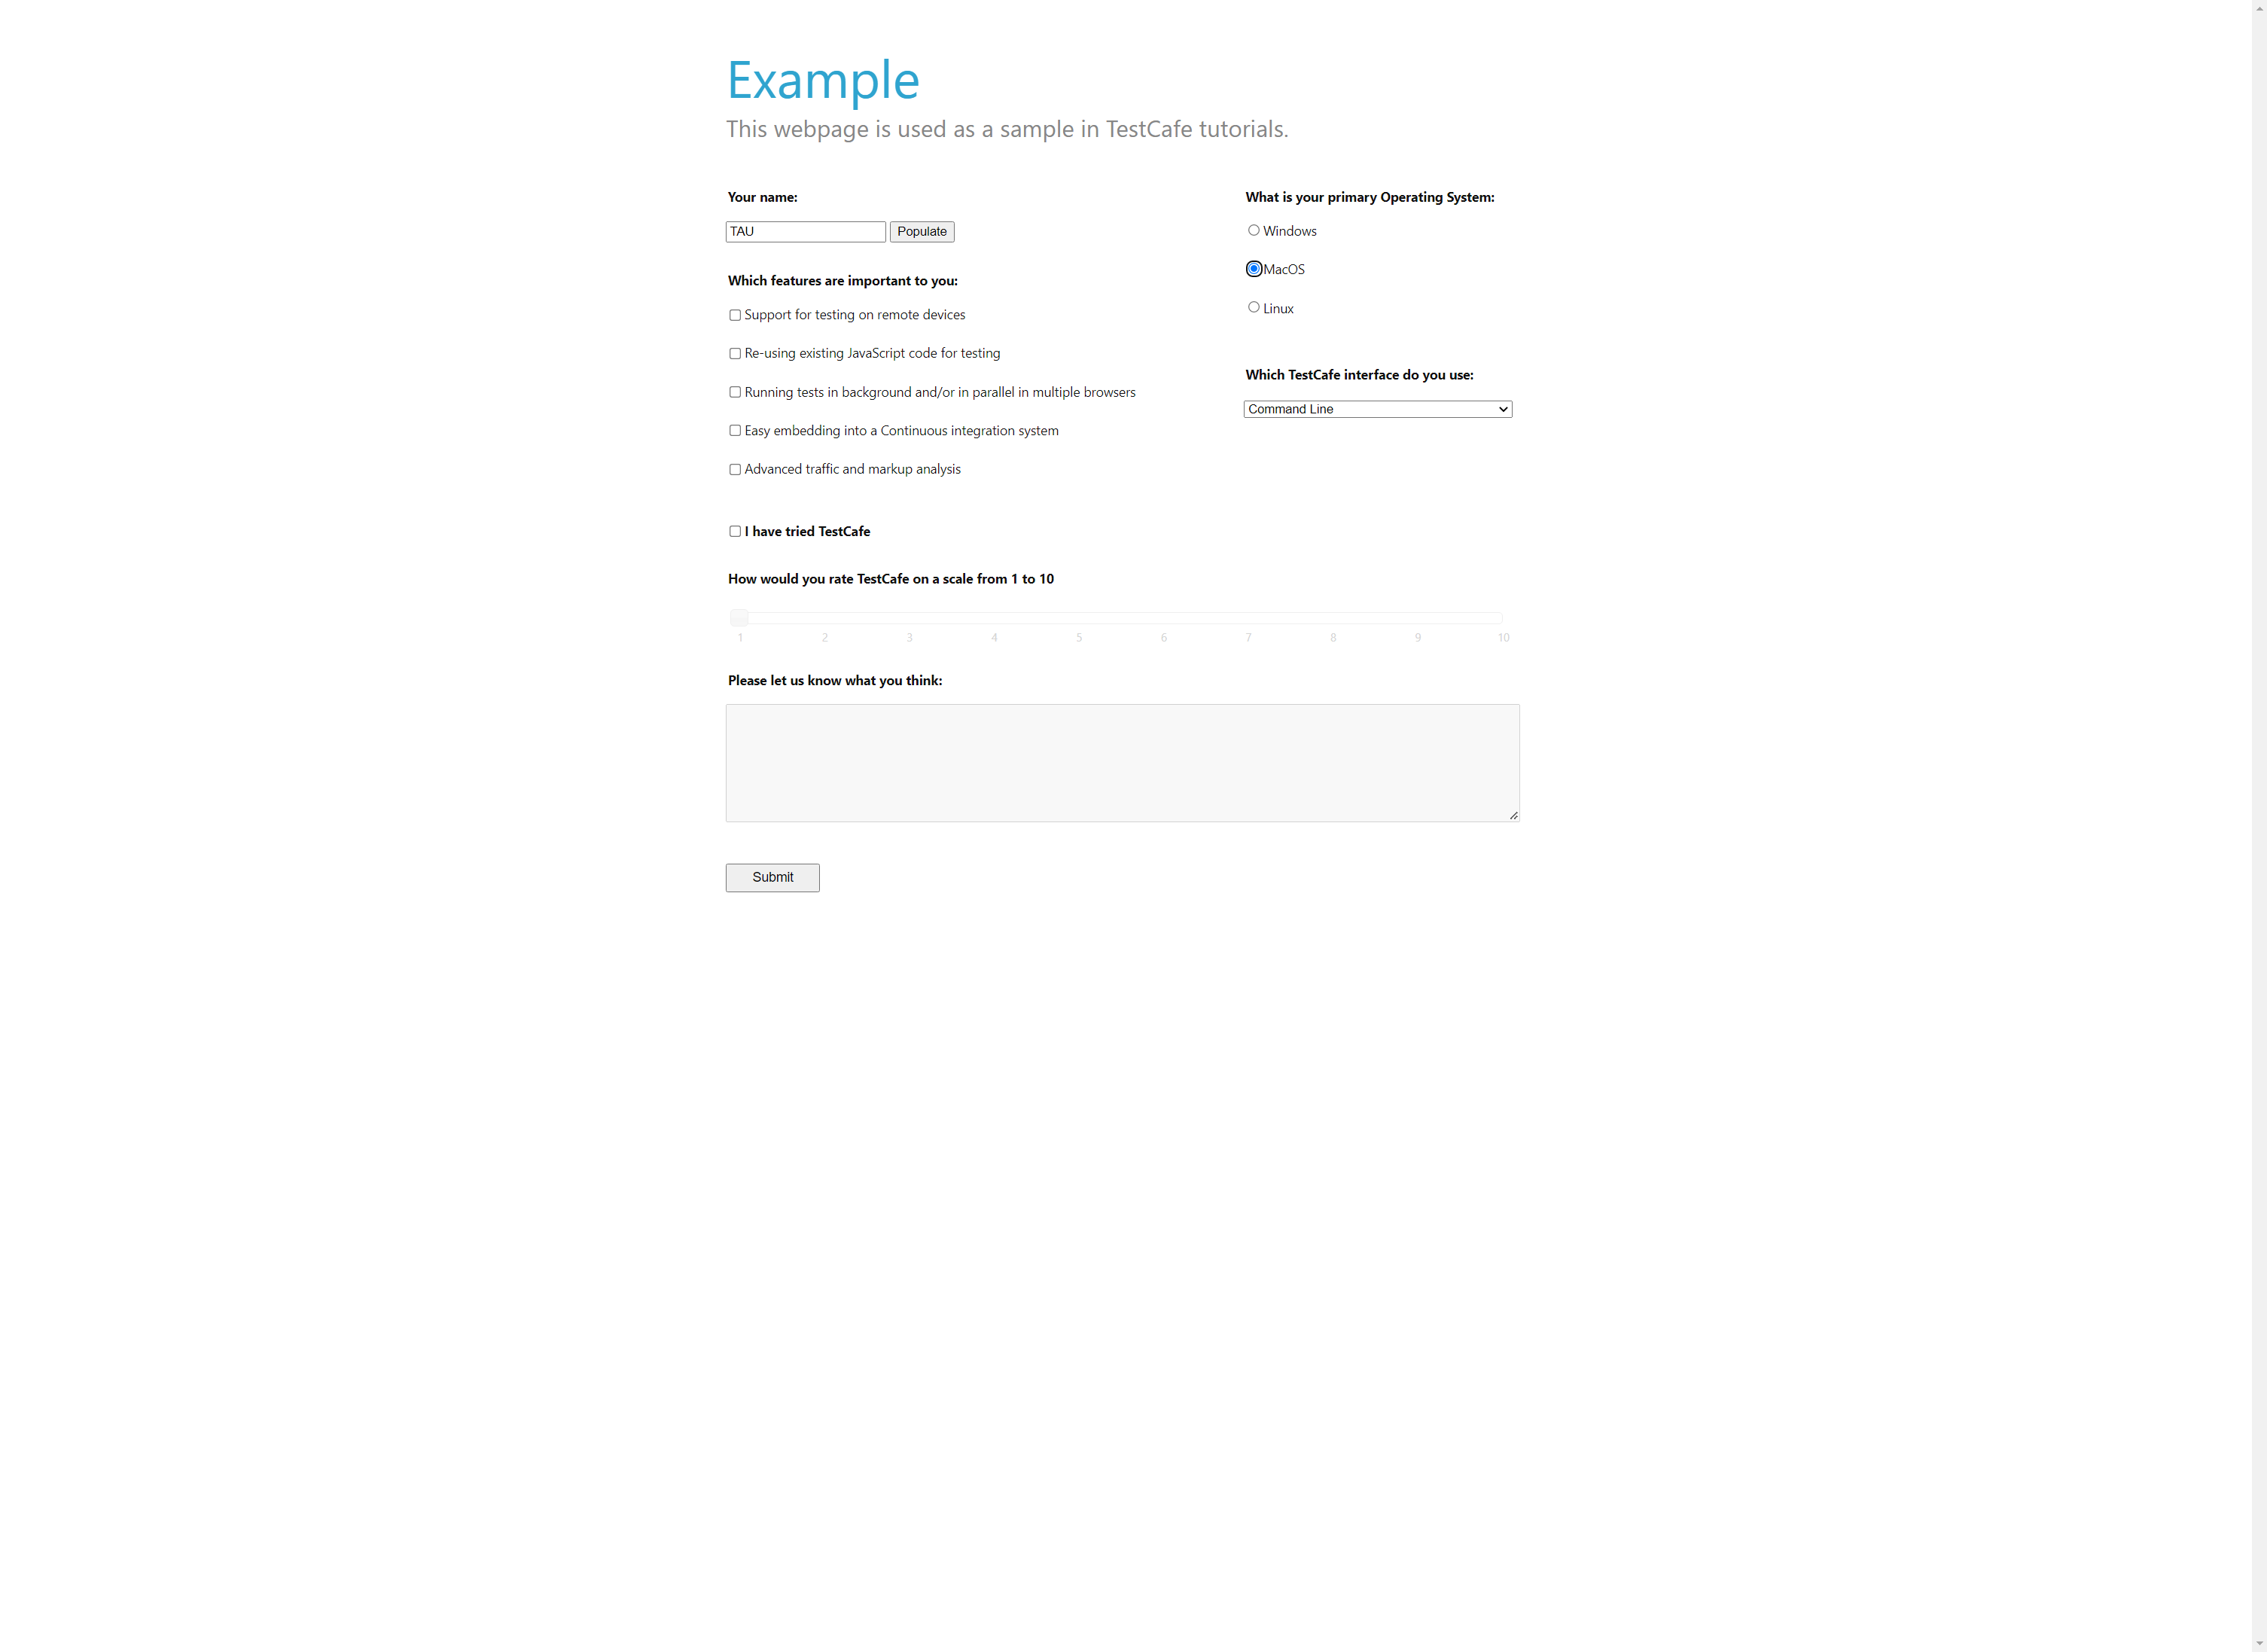 Example
This webpage is used as a sample in TestCafe tutorials.
Your name:
TAU
Populate
Which features are important to you:
Support for testing on remote devices
Re-using existing JavaScript code for testing
Running tests in background and/or in parallel in multiple browsers
Easy embedding into a Continuous integration system
Advanced traffic and markup analysis
What is your primary Operating System:
Windows
MacOS
Linux
Which TestCafe interface do you use:
Command Line
I have tried TestCafe
How would you rate TestCafe on a scale from 1 to 10
1 2 3 4 5 6 7 8 9 10
Please let us know what you think:
Submit